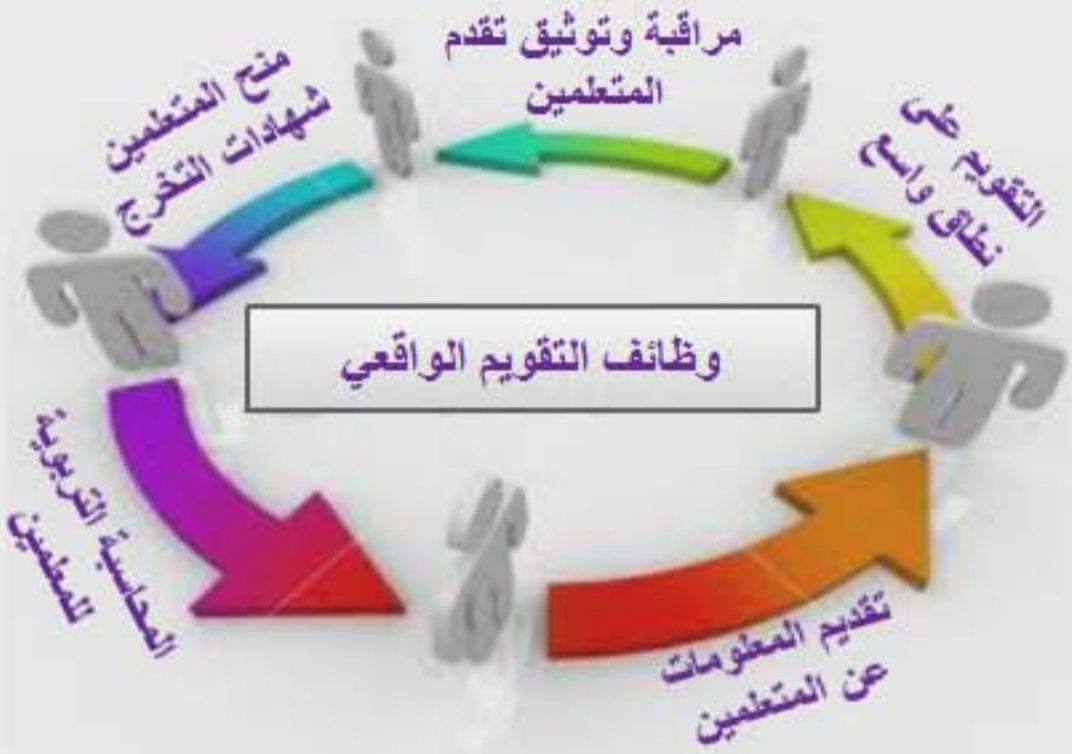 مراقبة وتوثيق تقدم
المتعلمين
منح المتعلمين
شهادات التخرج
التقويم على
نطاق واسع
وظائف التقويم الواقعي
المحاسبة التربوية
للمعلمين
تقديم المعلومات
عن المتعلمين